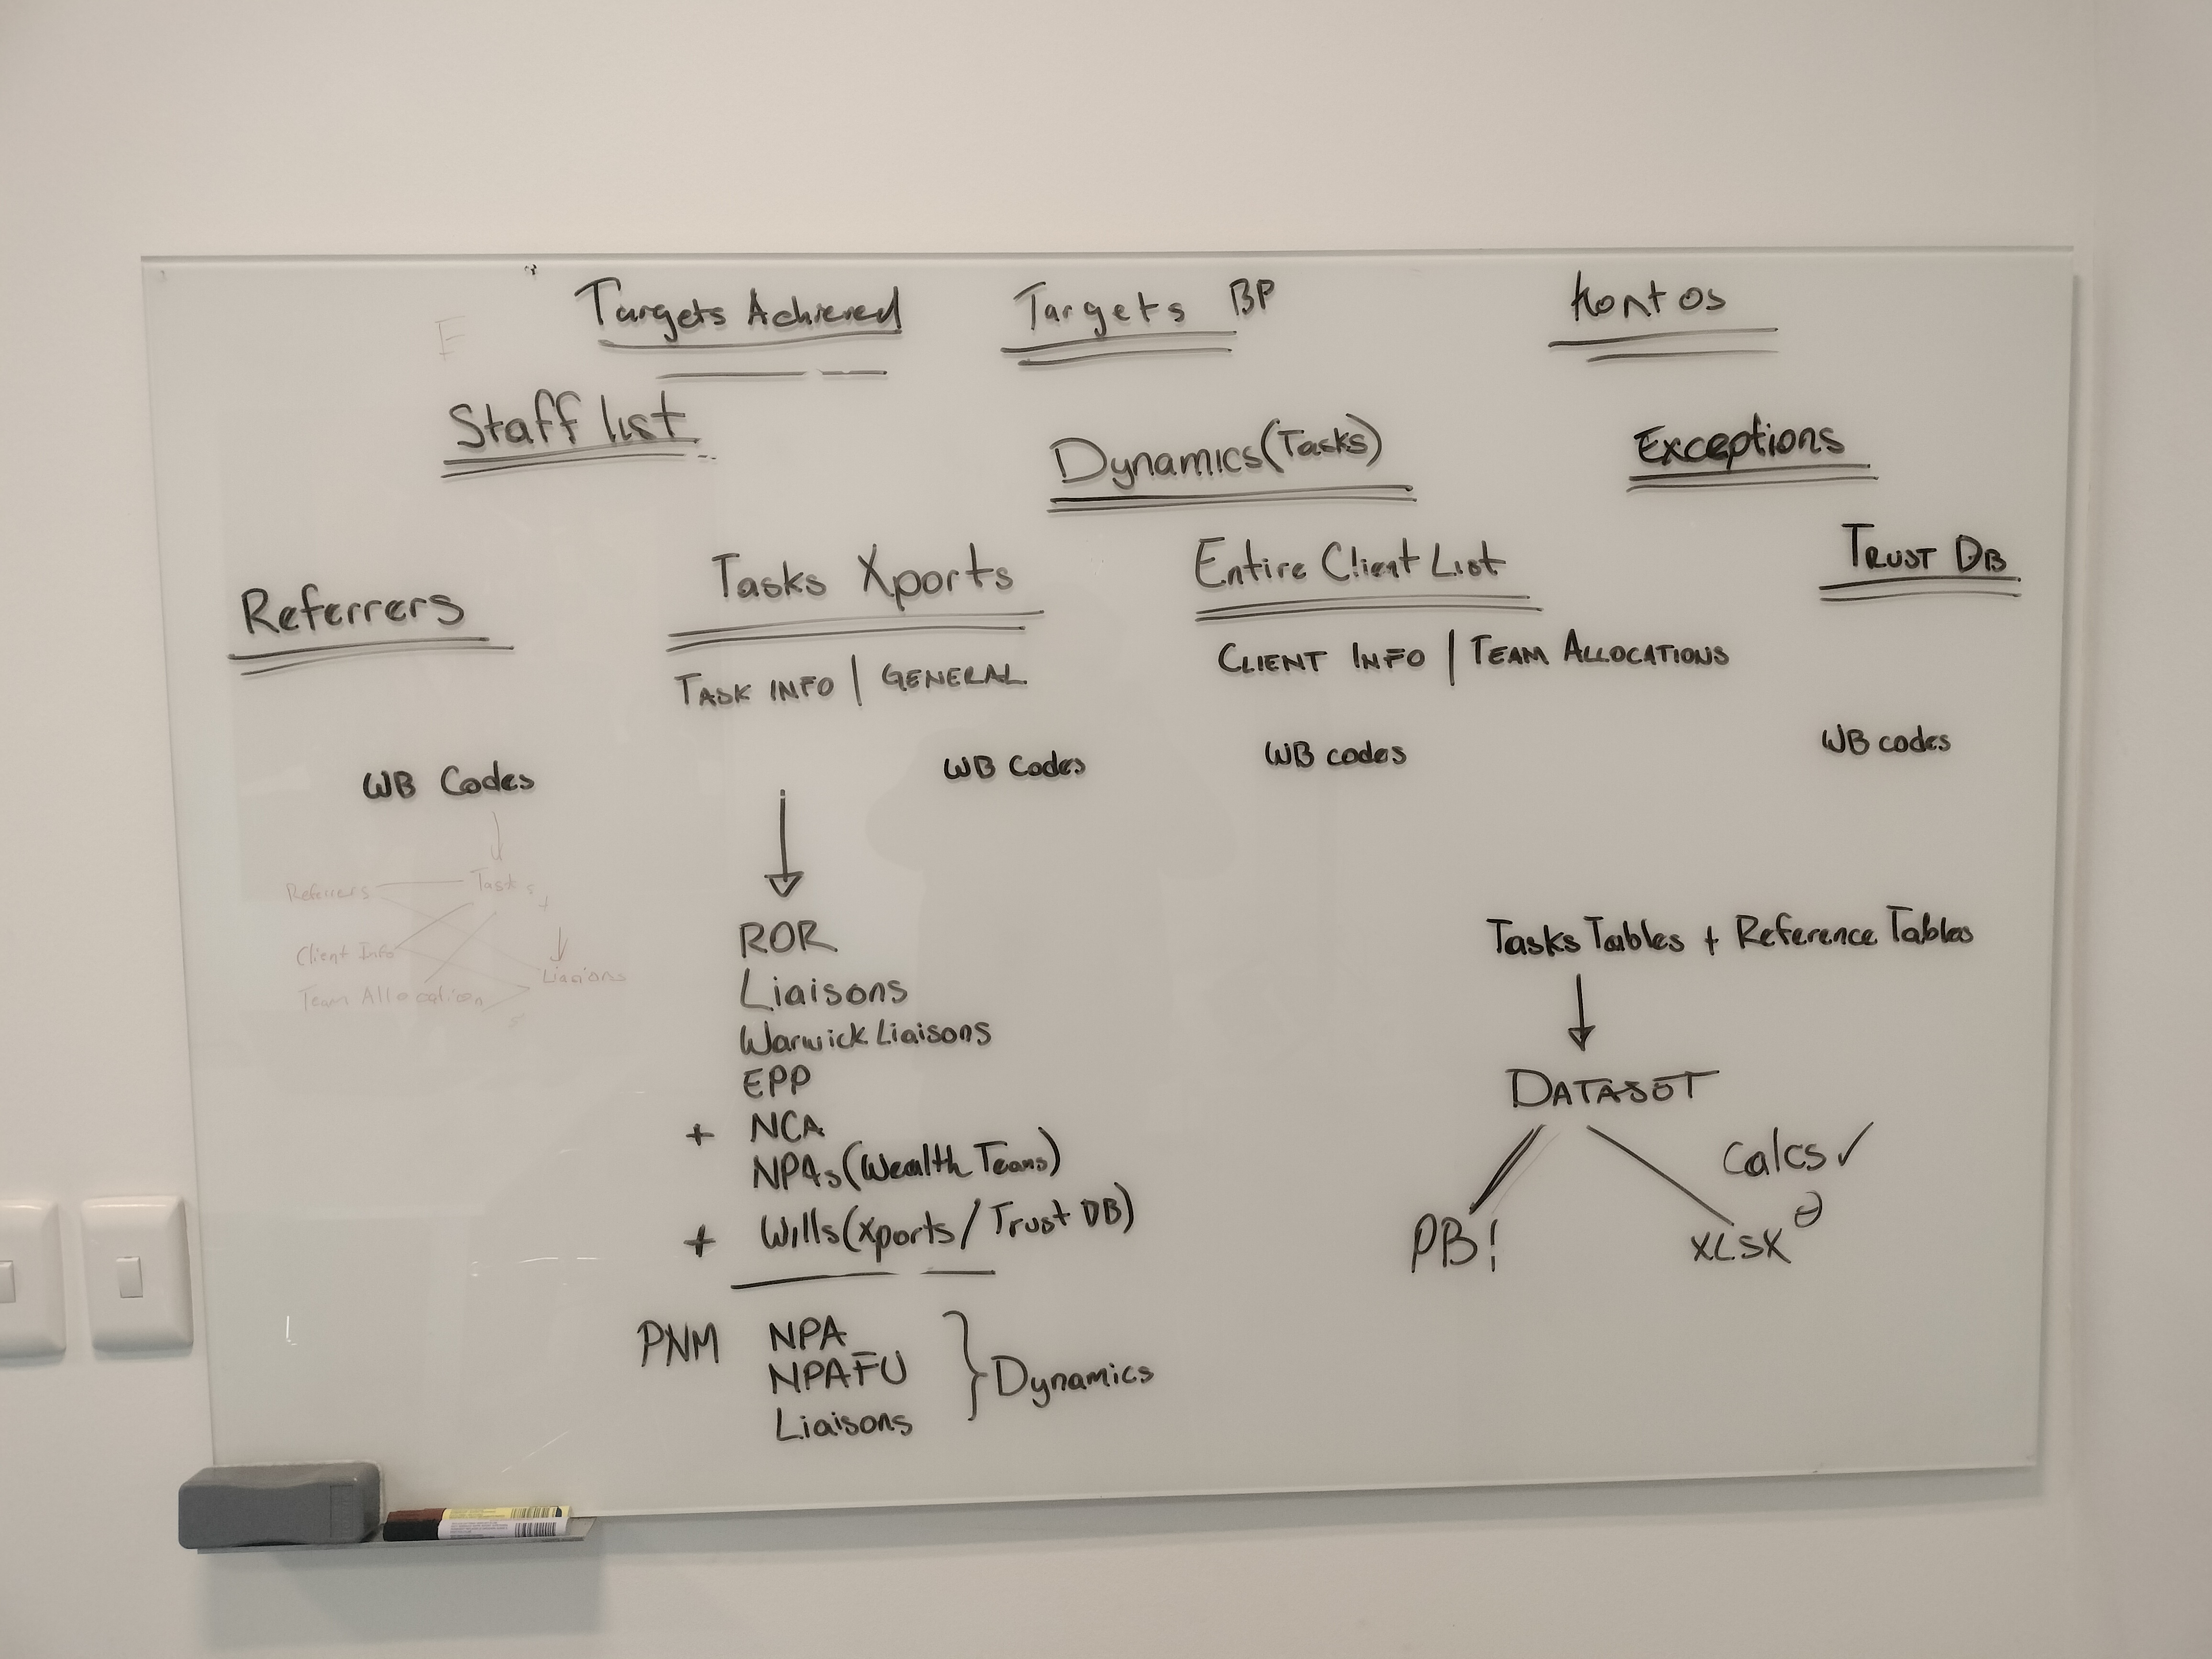 Targets Achieved
Targets BP
Kontos
Staff list
Dynamics (Tasks)
Exceptions
Referrers
Tasks Xports
Entire Client List
TRUST DB
TASK INFO | GENERAL
CLIENT INFO | TEAM ALLOCATIONS
WB Codes
WB Codes
WB codes
WB codes
Referrers
Tasks
Client Info
Team Allocation
Liasions
ROR
Liaisons
Warwick Liaisons
EPP
+ NCA
NPAs (Wealth Teams)
+ Wills (Xports / Trust DB)
PNM NPA
NPAFU
Liaisons
} Dynamics
Tasks Tables + Reference Tables
DATASET
Calcs ✓
PB!
XLSX